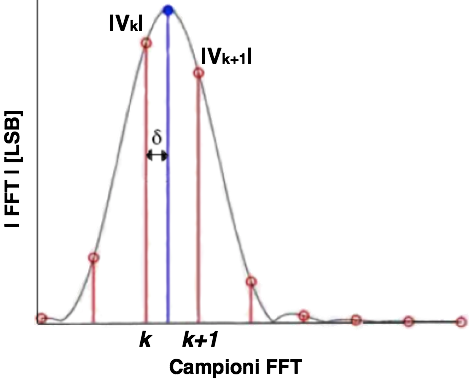 |Vk|
|Vk+1|
δ
| FFT | [LSB]
k k+1
Campioni FFT